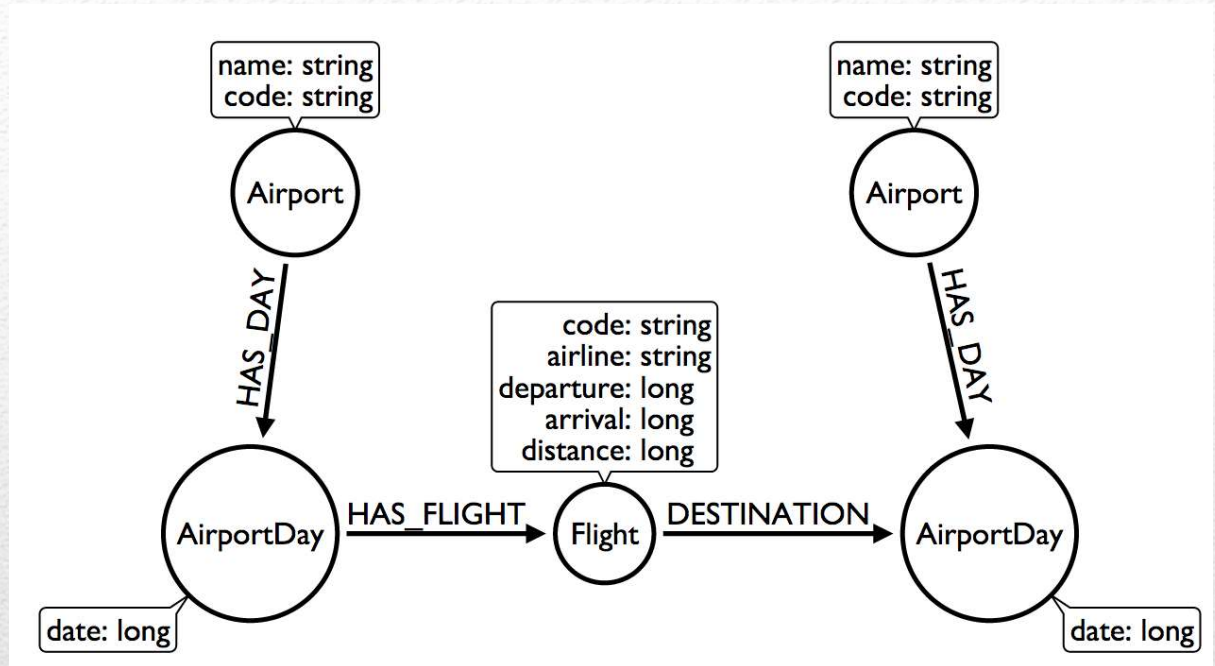 name: string
code: string
name: string
code: string
Airport
Airport
HAS_DAY
HAS_DAY
code: string
airline: string
departure: long
arrival: long
distance: long
AirportDay
HAS_FLIGHT
Flight
DESTINATION
AirportDay
date: long
date: long